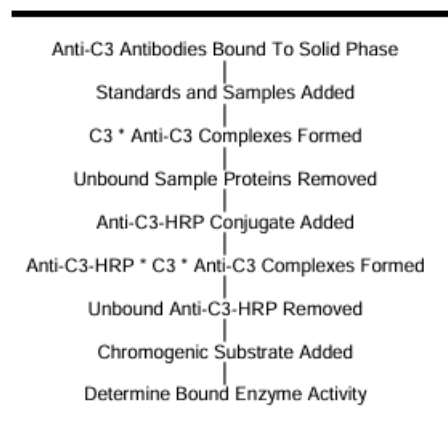 Anti-C3 Antibodies Bound To Solid Phase
Standards and Samples Added
C3 * Anti-C3 Complexes Formed
Unbound Sample Proteins Removed
Anti-C3-HRP Conjugate Added
Anti-C3-HRP * C3 * Anti-C3 Complexes Formed
Unbound Anti-C3-HRP Removed
Chromogenic Substrate Added
Determine Bound Enzyme Activity